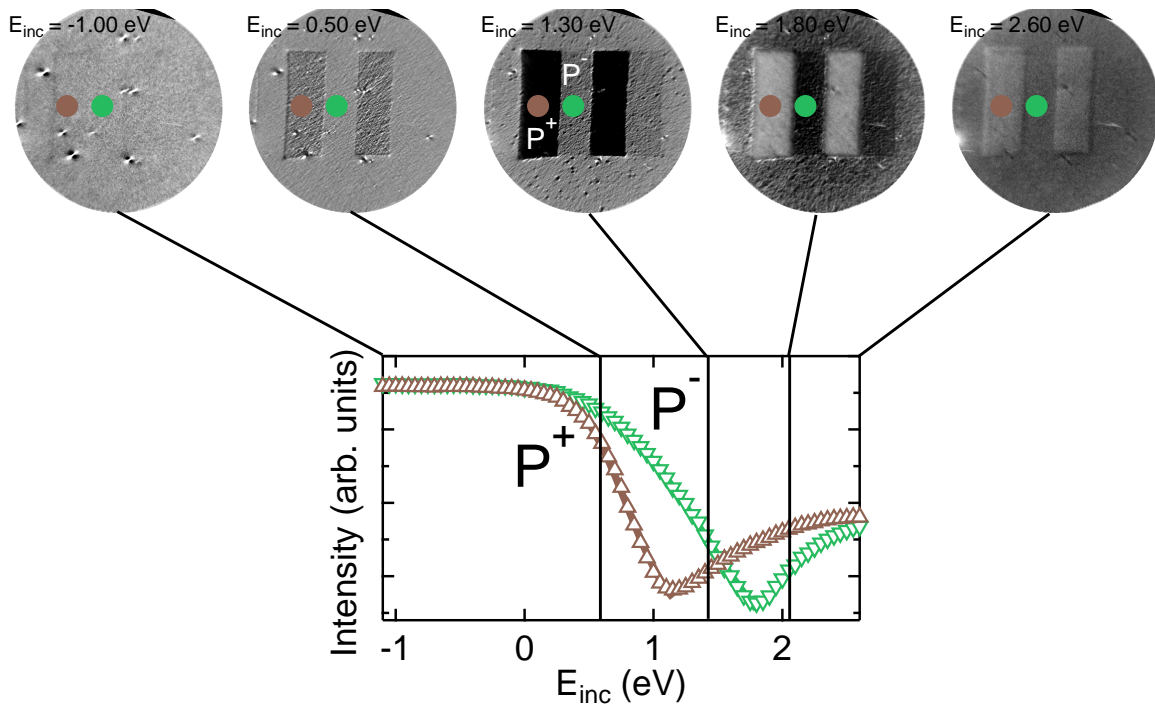 E_inc = -1.00 eV
E_inc = 0.50 eV
E_inc = 1.30 eV
E_inc = 1.80 eV
E_inc = 2.60 eV
P⁻
P⁺
P⁻
P⁺
Intensity (arb. units)
-1 0 1 2
E_inc (eV)